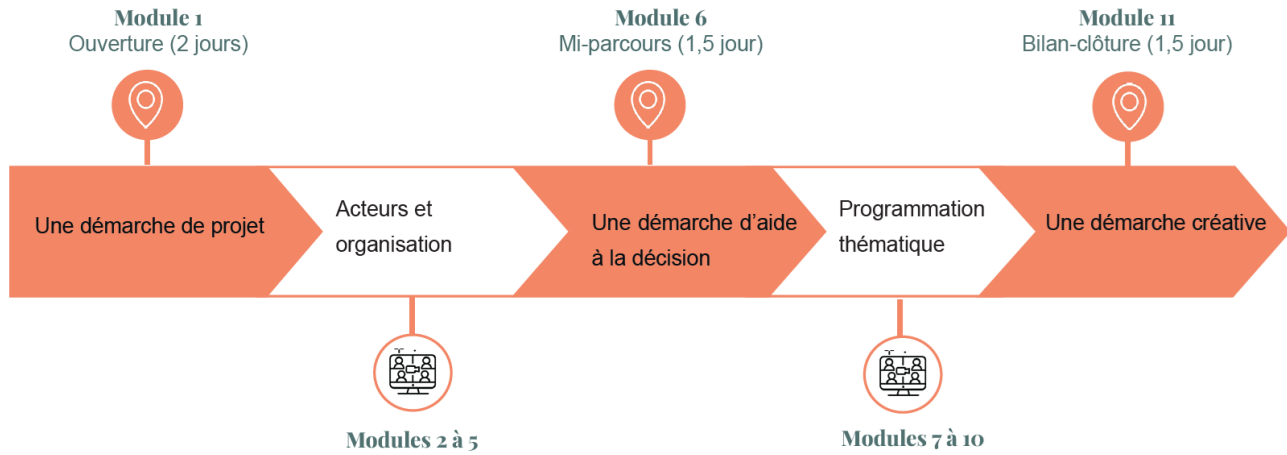 Module 1
Ouverture (2 jours)
Module 6
Mi-parcours (1,5 jour)
Module 11
Bilan-clôture (1,5 jour)
Une démarche de projet
Acteurs et
organisation
Une démarche d’aide
à la décision
Programmation
thématique
Une démarche créative
Modules 2 à 5
Modules 7 à 10